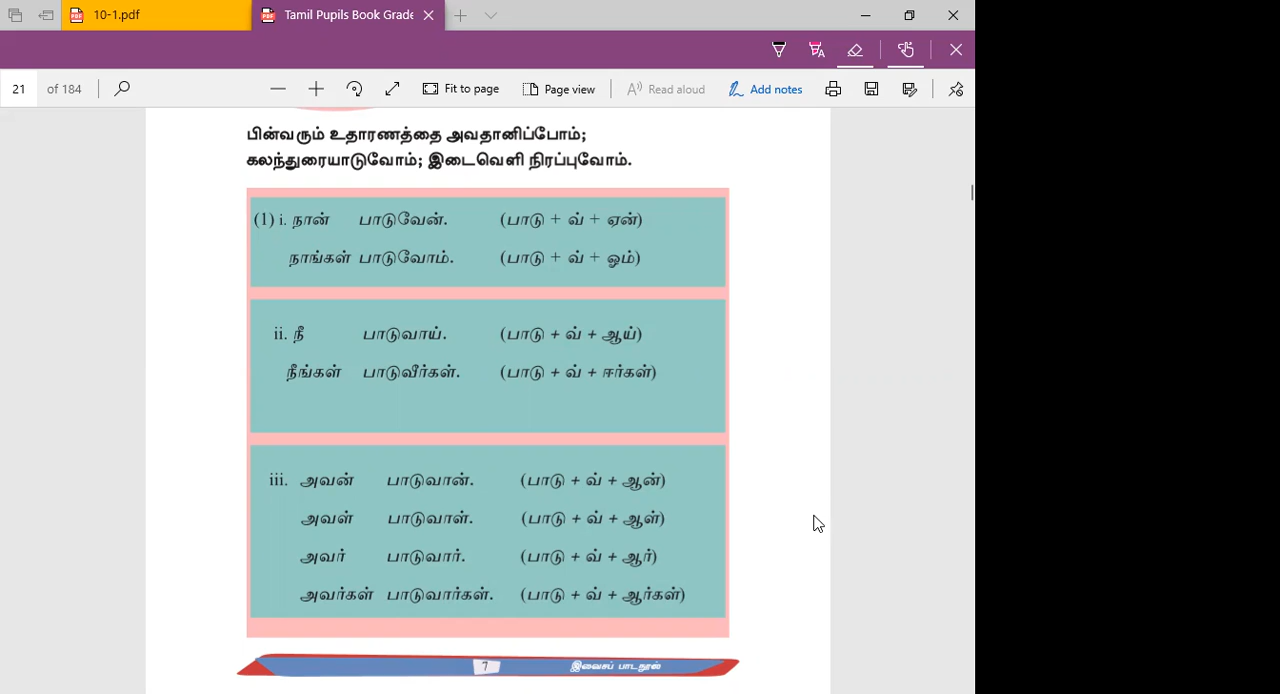 10-1.pdf
Tamil Pupils Book Grade
21 of 184
Fit to page
Page view
Read aloud
Add notes
பின்வரும் உதாரணத்தை அவதானிப்போம்;
கலந்துரையாடுவோம்; இடைவெளி நிரப்புவோம்.
(1) i. நான் பாடுவேன். (பாடு + வ் + ஏன்)
நாங்கள் பாடுவோம். (பாடு + வ் + ஓம்)
ii. நீ பாடுவாய். (பாடு + வ் + ஆய்)
நீங்கள் பாடுவீர்கள். (பாடு + வ் + ஈர்கள்)
iii. அவன் பாடுவான். (பாடு + வ் + ஆன்)
அவள் பாடுவாள். (பாடு + வ் + ஆள்)
அவர் பாடுவார். (பாடு + வ் + ஆர்)
அவர்கள் பாடுவார்கள். (பாடு + வ் + ஆர்கள்)
7 இலவசப் பாடநூல்